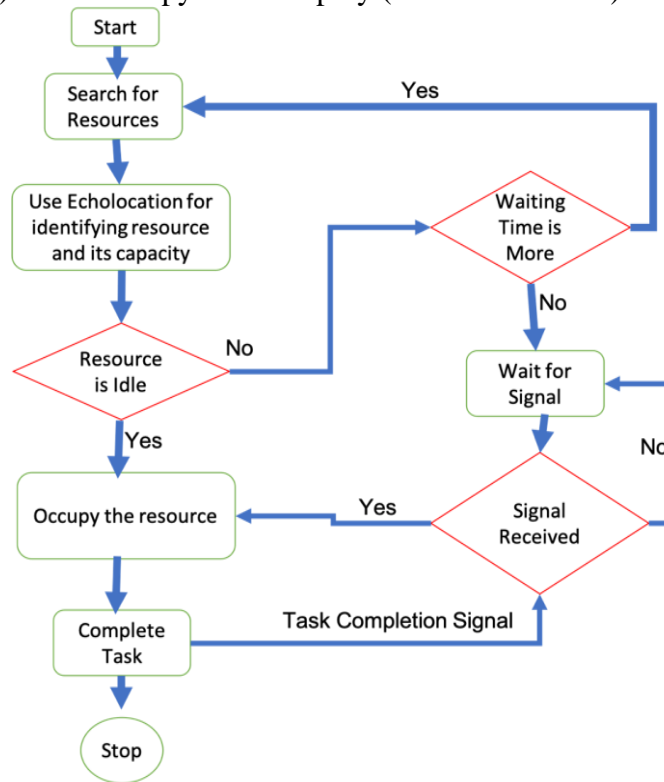 Start
Search for
Resources
Yes
Use Echolocation for
identifying resource
and its capacity
Waiting
Time is
More
No
Resource
is Idle
No
Wait for
Signal
Yes
No
Occupy the resource
Yes
Signal
Received
Complete
Task
Task Completion Signal
Stop